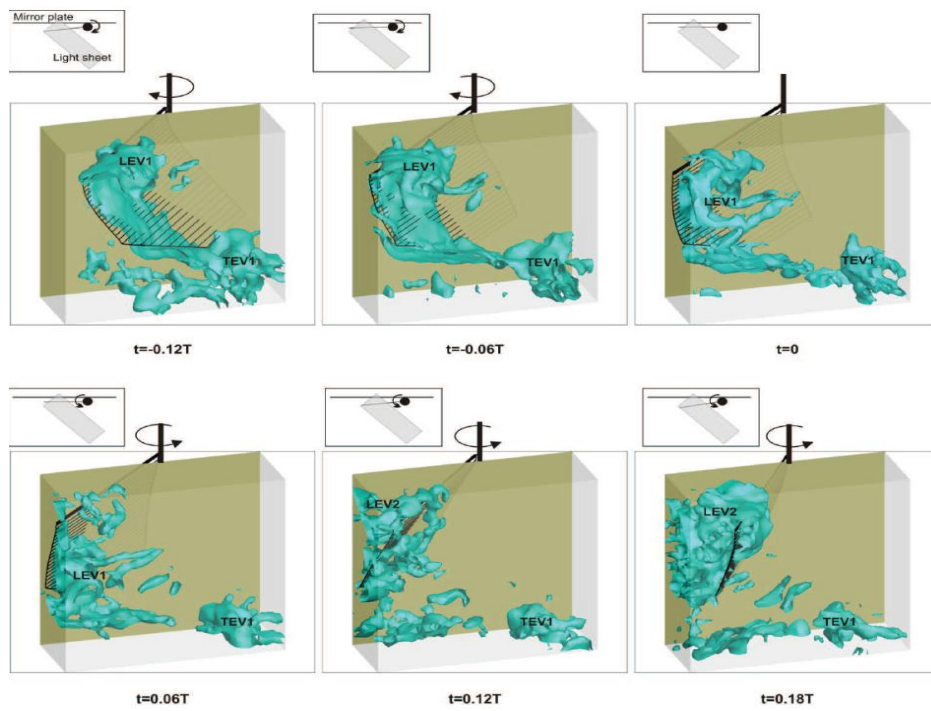 Mirror plate
Light sheet
LEV1
TEV1
t=-0.12T
LEV1
TEV1
t=-0.06T
LEV1
TEV1
t=0
LEV1
TEV1
t=0.06T
LEV2
TEV1
t=0.12T
LEV2
TEV1
t=0.18T